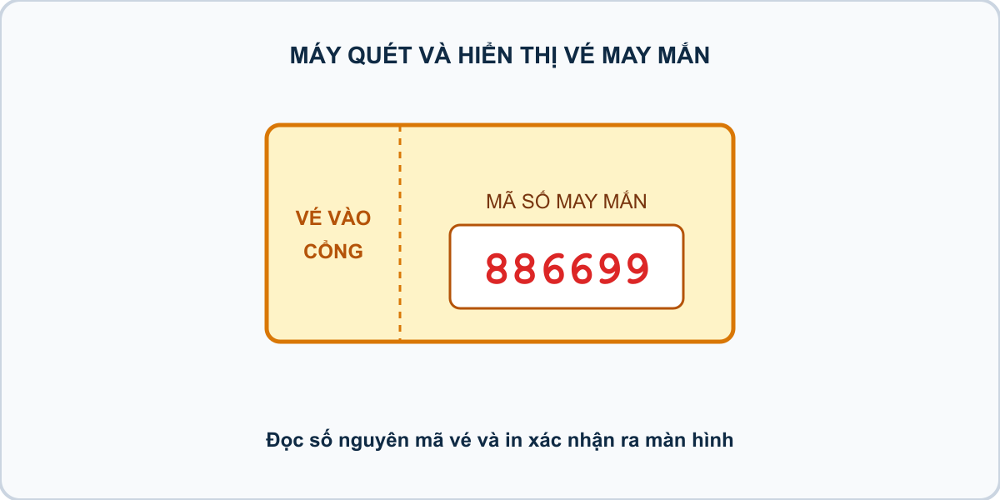 MÁY QUÉT VÀ HIỂN THỊ VÉ MAY MẮN
VÉ VÀO
CỔNG
MÃ SỐ MAY MẮN
886699
Đọc số nguyên mã vé và in xác nhận ra màn hình